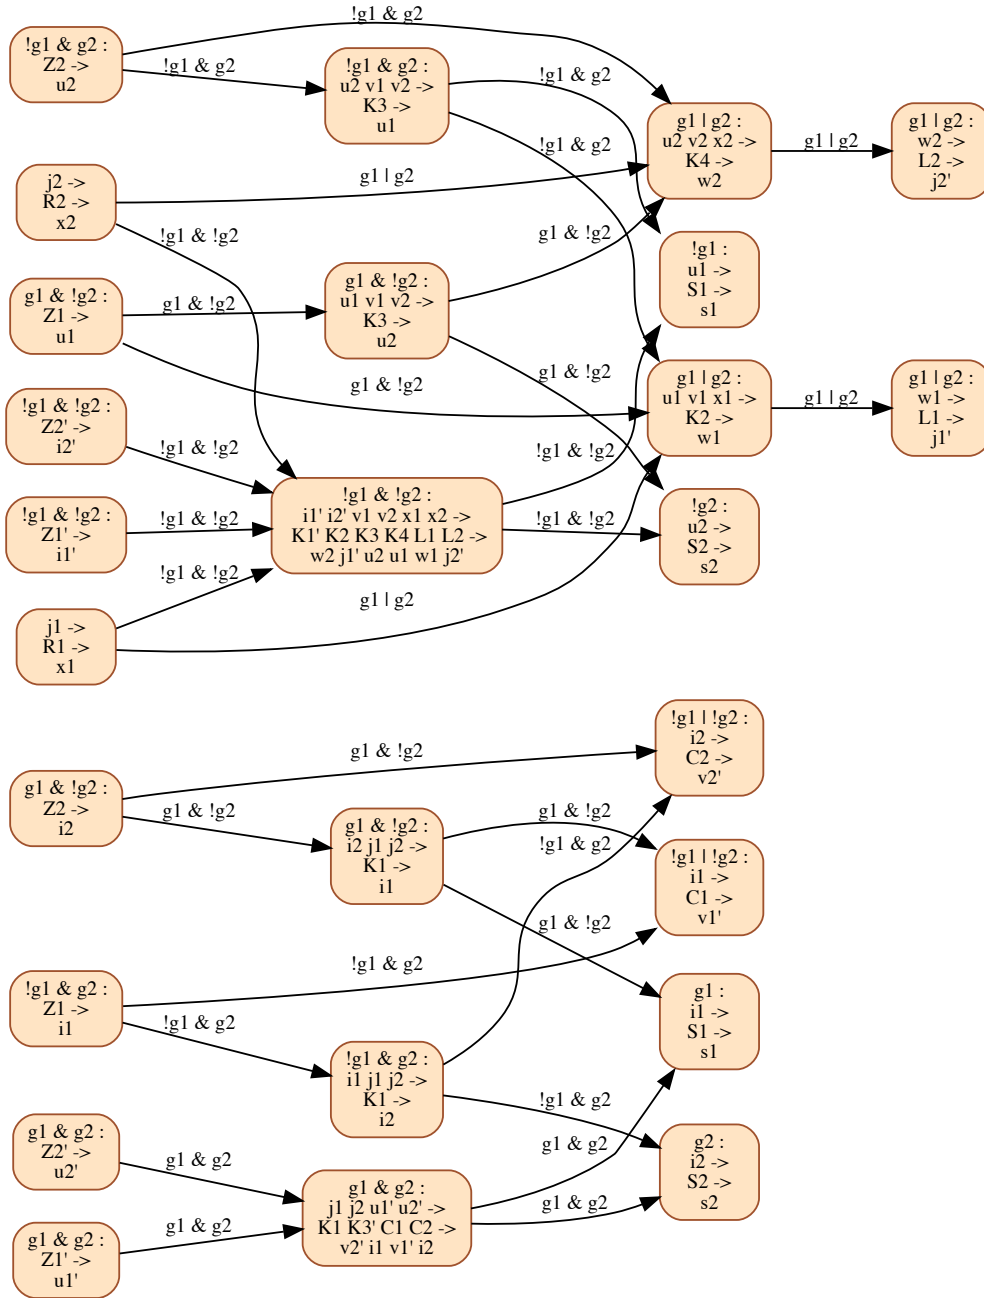 !g1 & g2 :
Z2 ->
u2
!g1 & g2
!g1 & g2
!g1 & g2 :
u2 v1 v2 ->
K3 ->
u1
!g1 & g2
!g1 & g2
g1 | g2 :
u2 v2 x2 ->
K4 ->
w2
g1 | g2
g1 | g2 :
w2 ->
L2 ->
j2'
j2 ->
R2 ->
x2
g1 | g2
!g1 & !g2
!g1 :
u1 ->
S1 ->
s1
g1 & !g2 :
Z1 ->
u1
g1 & !g2
g1 & !g2
g1 & !g2 :
u1 v1 v2 ->
K3 ->
u2
g1 & !g2
g1 & !g2
g1 | g2 :
u1 v1 x1 ->
K2 ->
w1
g1 | g2
g1 | g2 :
w1 ->
L1 ->
j1'
!g1 & !g2 :
Z2' ->
i2'
!g1 & !g2
!g1 & !g2 :
Z1' ->
i1'
!g1 & !g2
!g1 & !g2 :
i1' i2' v1 v2 x1 x2 ->
K1' K2 K3 K4 L1 L2 ->
w2 j1' u2 u1 w1 j2'
!g1 & !g2
!g1 & !g2
!g2 :
u2 ->
S2 ->
s2
j1 ->
R1 ->
x1
!g1 & !g2
g1 | g2
g1 & !g2 :
Z2 ->
i2
g1 & !g2
g1 & !g2
g1 & !g2 :
i2 j1 j2 ->
K1 ->
i1
g1 & !g2
g1 & !g2
!g1 | !g2 :
i2 ->
C2 ->
v2'
!g1 & g2
!g1 | !g2 :
i1 ->
C1 ->
v1'
!g1 & g2 :
Z1 ->
i1
!g1 & g2
!g1 & g2
!g1 & g2 :
i1 j1 j2 ->
K1 ->
i2
!g1 & g2
g1 :
i1 ->
S1 ->
s1
g1 & g2 :
Z2' ->
u2'
g1 & g2
g1 & g2 :
Z1' ->
u1'
g1 & g2
g1 & g2 :
j1 j2 u1' u2' ->
K1 K3' C1 C2 ->
v2' i1 v1' i2
g1 & g2
g1 & g2
g2 :
i2 ->
S2 ->
s2